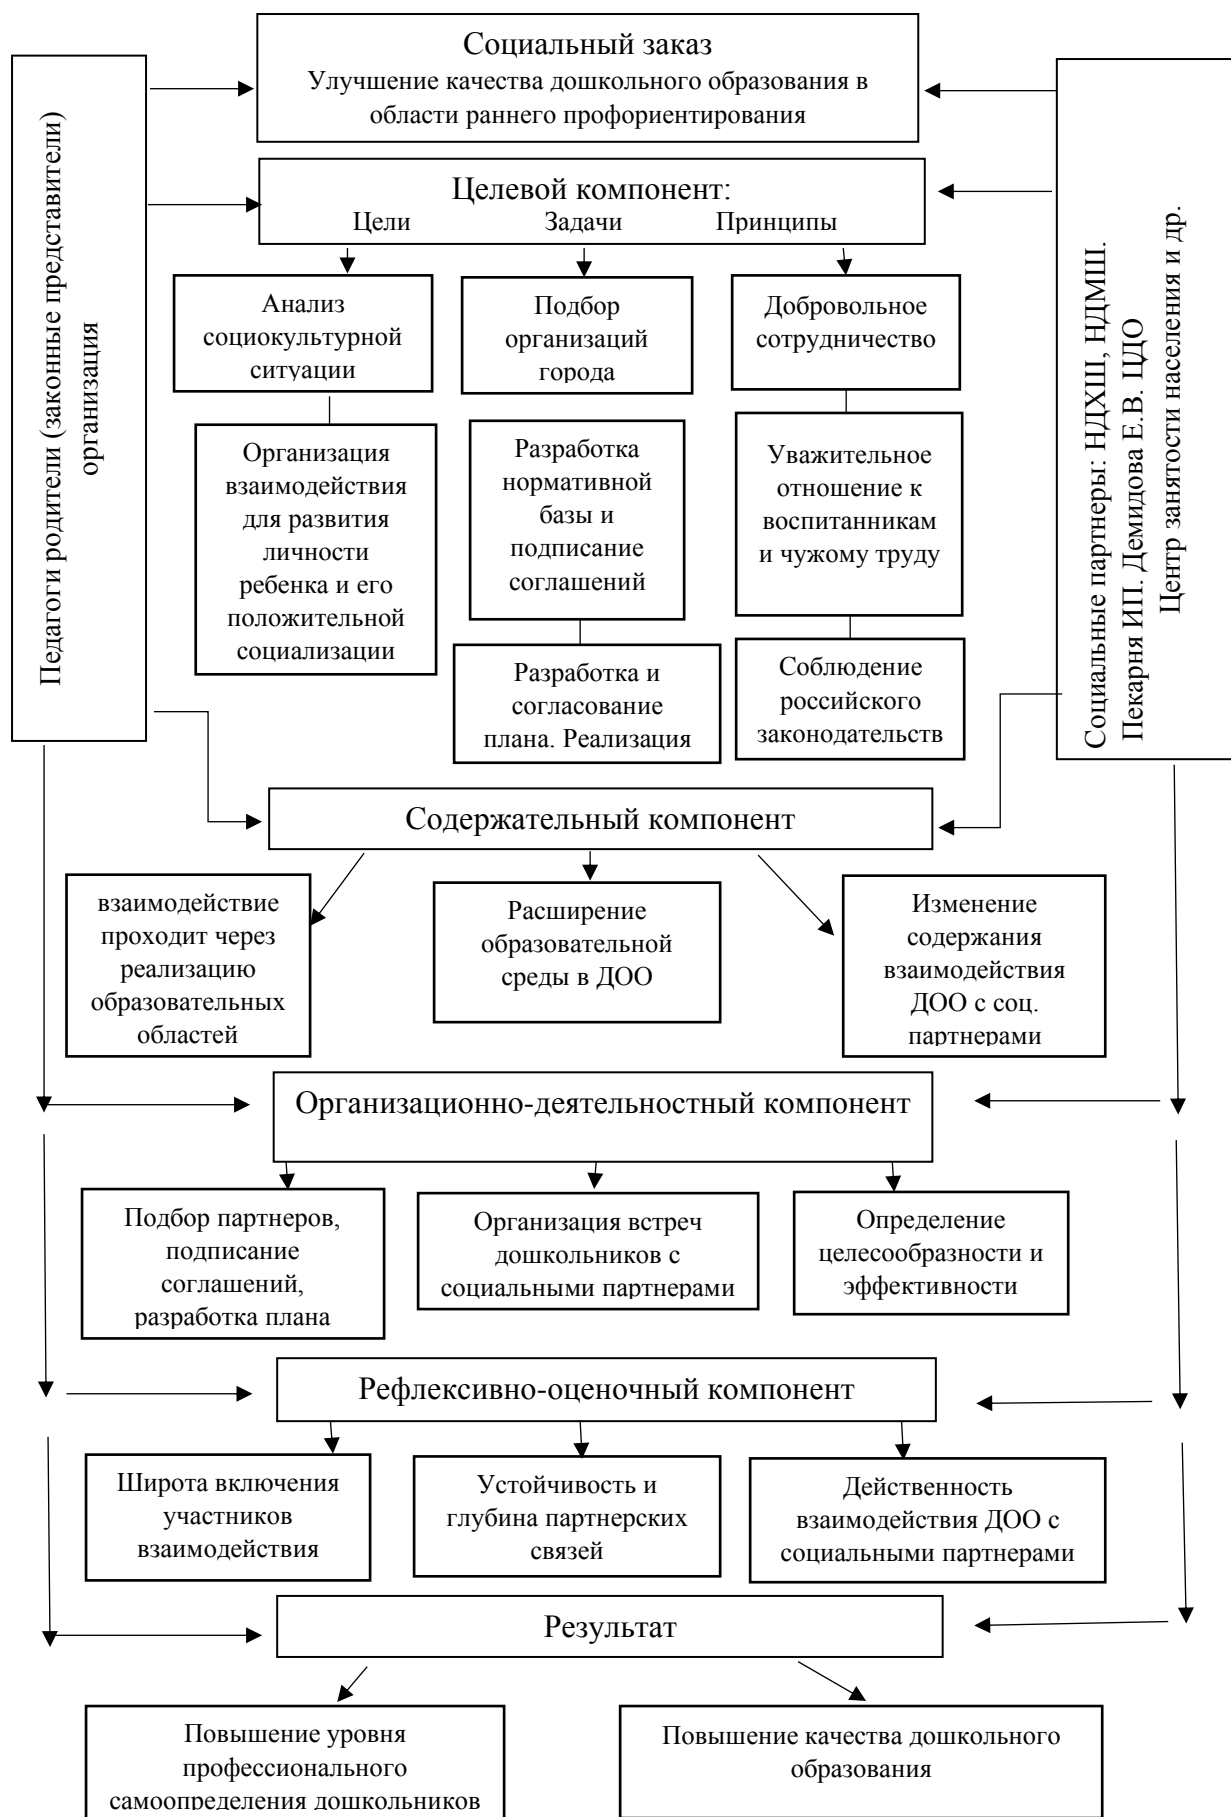 Социальный заказ
Улучшение качества дошкольного образования в
области раннего профориентирования
Педагоги родители (законные представители)
организация
Социальные партнеры: НДХШ, НДМШ.
Пекарня ИП. Демидова Е.В. ЦДО
Центр занятости населения и др.
Целевой компонент:
Цели Задачи Принципы
Анализ
социокультурной
ситуации
Подбор
организаций
города
Добровольное
сотрудничество
Организация
взаимодействия
для развития
личности
ребенка и его
положительной
социализации
Разработка
нормативной
базы и
подписание
соглашений
Уважительное
отношение к
воспитанникам
и чужому труду
Разработка и
согласование
плана. Реализация
Соблюдение
российского
законодательств
Содержательный компонент
взаимодействие
проходит через
реализацию
образовательных
областей
Расширение
образовательной
среды в ДОО
Изменение
содержания
взаимодействия
ДОО с соц.
партнерами
Организационно-деятельностный компонент
Подбор партнеров,
подписание
соглашений,
разработка плана
Организация встреч
дошкольников с
социальными партнерами
Определение
целесообразности и
эффективности
Рефлексивно-оценочный компонент
Широта включения
участников
взаимодействия
Устойчивость и
глубина партнерских
связей
Действенность
взаимодействия ДОО с
социальными партнерами
Результат
Повышение уровня
профессионального
самоопределения дошкольников
Повышение качества дошкольного
образования